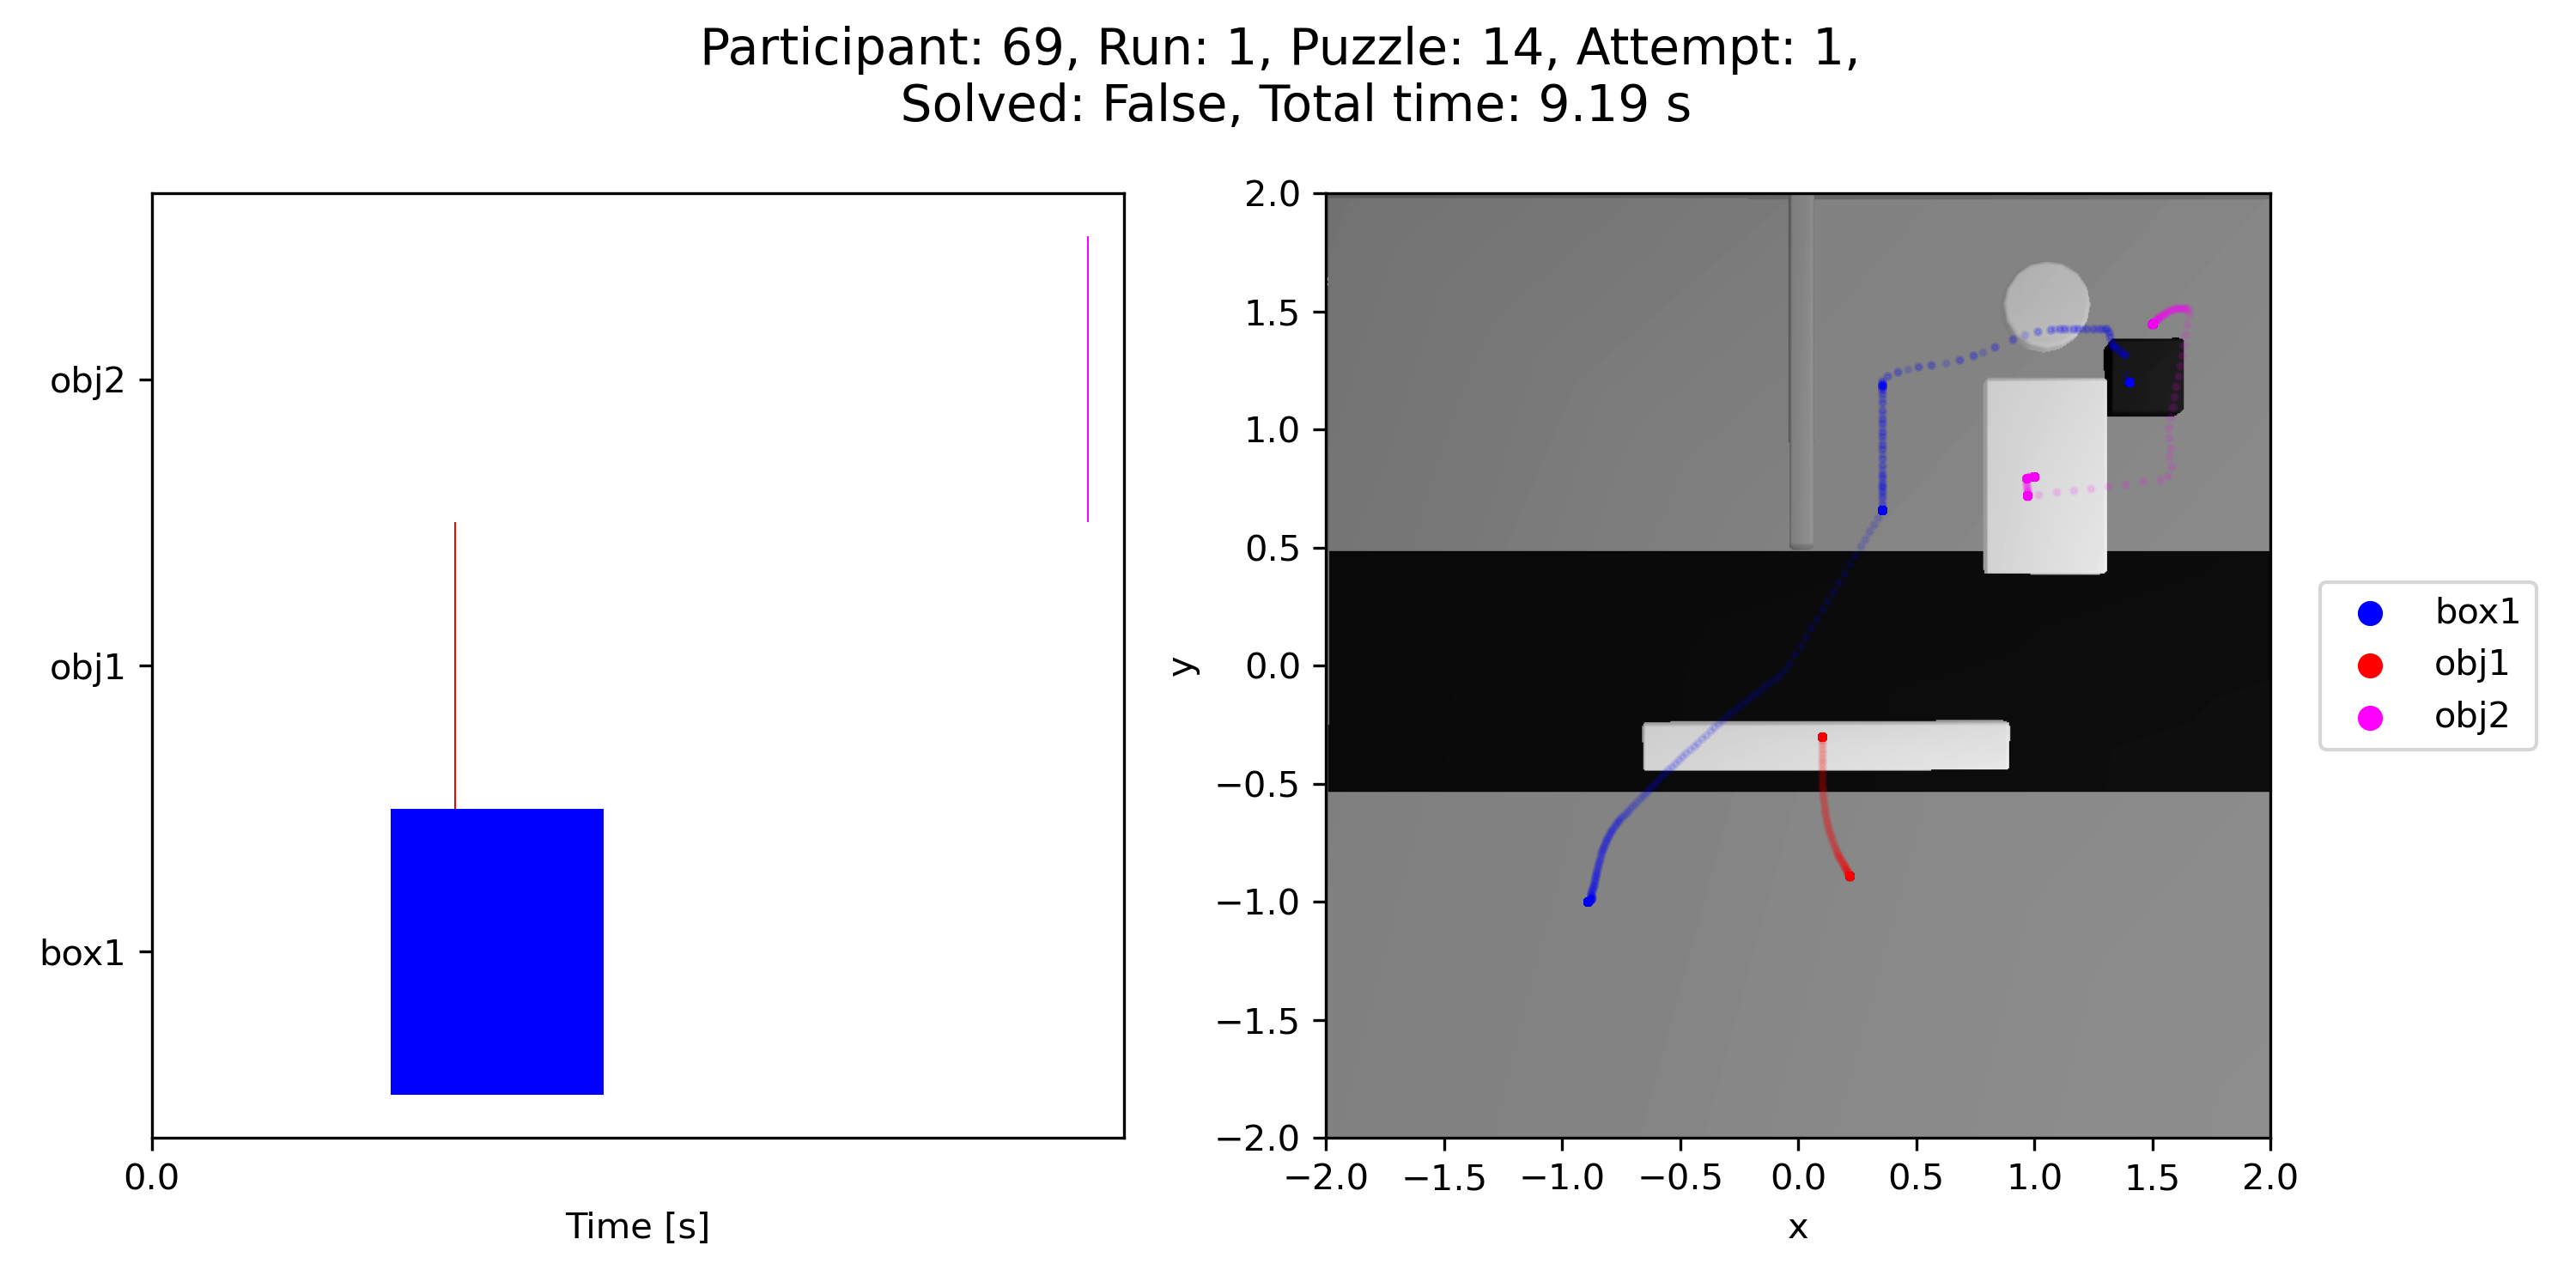 Participant: 69, Run: 1, Puzzle: 14, Attempt: 1,
Solved: False, Total time: 9.19 s
obj2
obj1
box1
0.0
Time [s]
2.0
1.5
1.0
0.5
0.0
−0.5
−1.0
−1.5
−2.0
y
−2.0 −1.5 −1.0 −0.5 0.0 0.5 1.0 1.5 2.0
x
box1
obj1
obj2